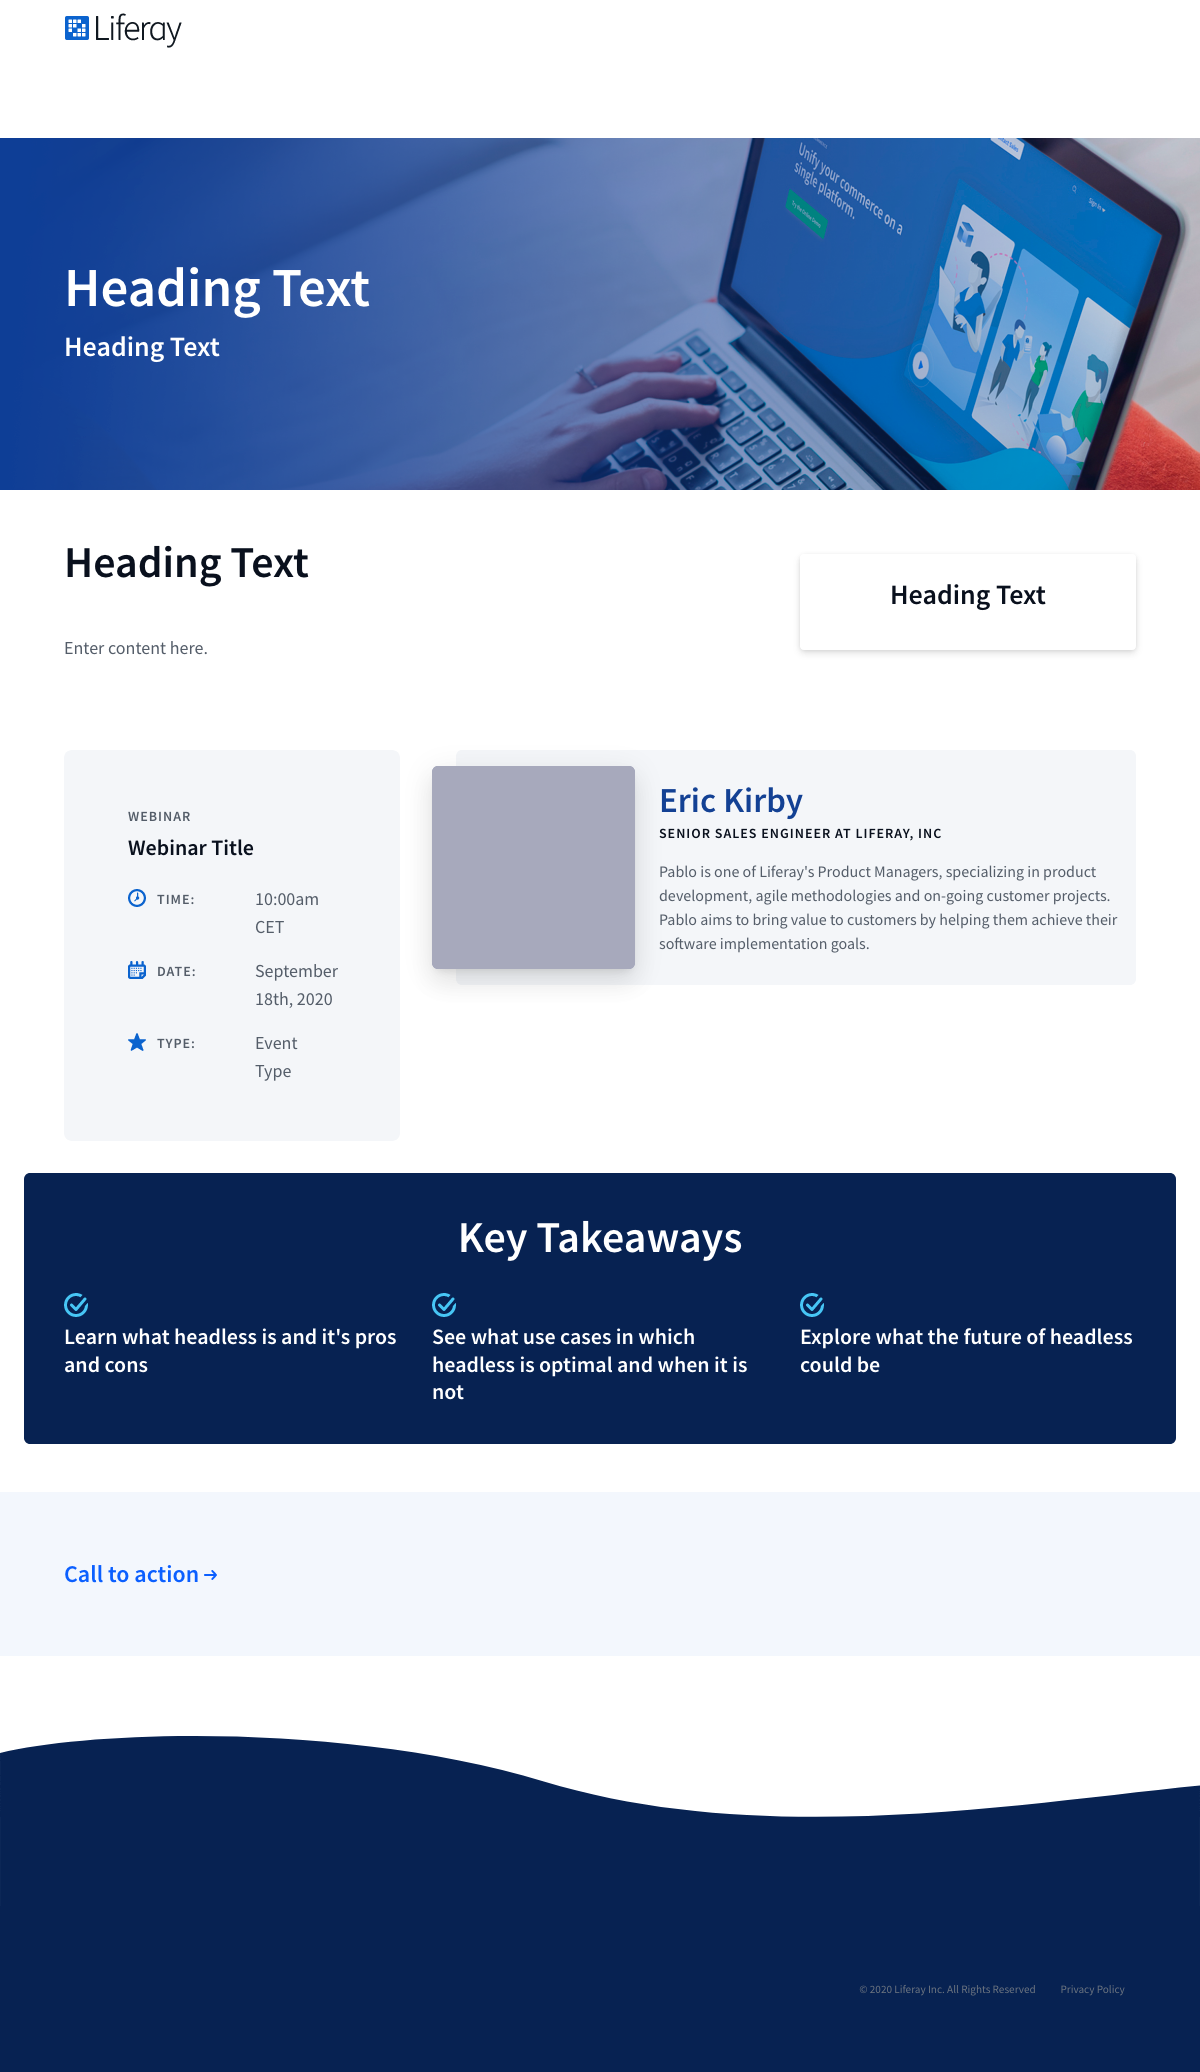 Liferay
Unify your commerce on a
single platform.
Heading Text
Heading Text
Heading Text
Heading Text
Enter content here.
WEBINAR
Webinar Title
TIME: 10:00am
CET
DATE: September
18th, 2020
TYPE: Event
Type
Eric Kirby
SENIOR SALES ENGINEER AT LIFERAY, INC
Pablo is one of Liferay's Product Managers, specializing in product
development, agile methodologies and on-going customer projects.
Pablo aims to bring value to customers by helping them achieve their
software implementation goals.
Key Takeaways
Learn what headless is and it's pros
and cons
See what use cases in which
headless is optimal and when it is
not
Explore what the future of headless
could be
Call to action →
© 2020 Liferay Inc. All Rights Reserved Privacy Policy